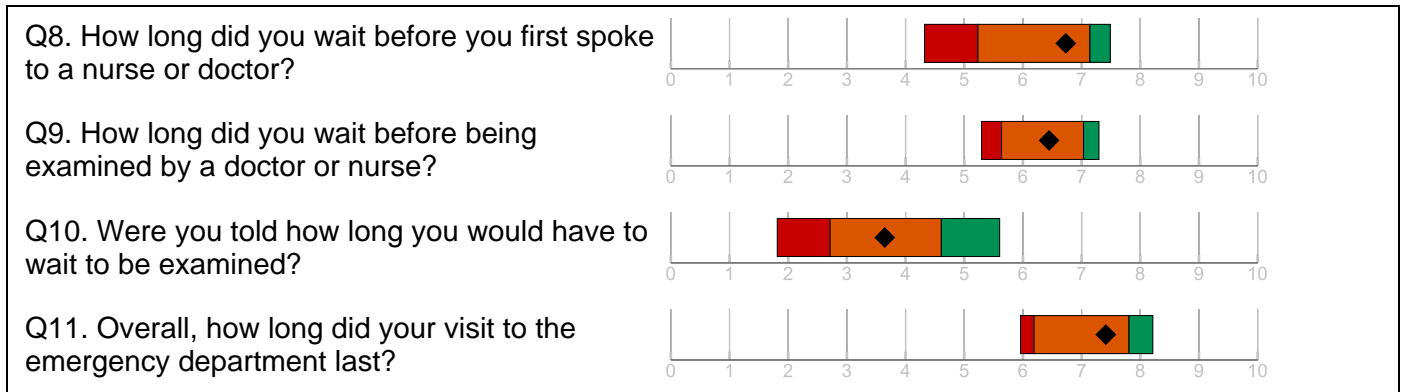 Q8. How long did you wait before you first spoke
to a nurse or doctor?
0 1 2 3 4 5 6 7 8 9 10
Q9. How long did you wait before being
examined by a doctor or nurse?
0 1 2 3 4 5 6 7 8 9 10
Q10. Were you told how long you would have to
wait to be examined?
0 1 2 3 4 5 6 7 8 9 10
Q11. Overall, how long did your visit to the
emergency department last?
0 1 2 3 4 5 6 7 8 9 10